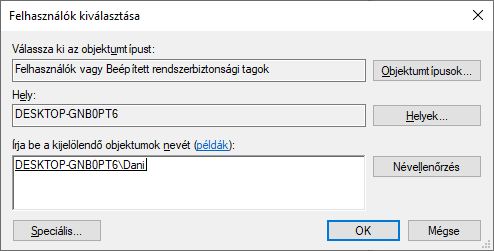 Felhasználók kiválasztása
Válassza ki az objektumtípust:
Felhasználók vagy Beépített rendszerbiztonsági tagok
Objektumtípusok...
Hely:
DESKTOP-GNB0PT6
Helyek...
Írja be a kijelölendő objektumok nevét (példák):
DESKTOP-GNB0PT6\Dani
Névellenőrzés
Speciális...
OK
Mégse